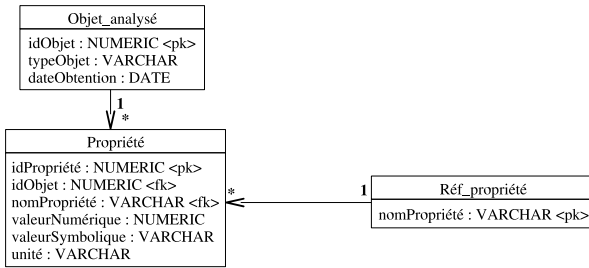 Objet_analysé
idObjet : NUMERIC <pk>
typeObjet : VARCHAR
dateObtention : DATE
1
*
Propriété
idPropriété : NUMERIC <pk>
idObjet : NUMERIC <fk>
nomPropriété : VARCHAR <fk>
valeurNumérique : NUMERIC
valeurSymbolique : VARCHAR
unité : VARCHAR
*
1
Réf_propriété
nomPropriété : VARCHAR <pk>